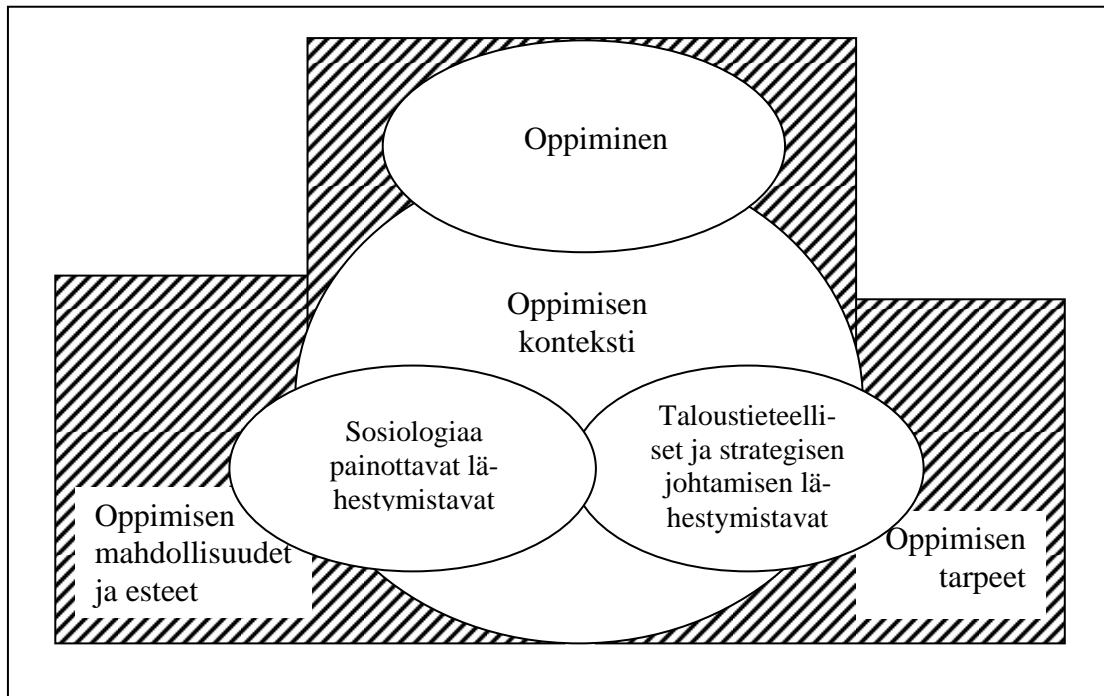 Oppiminen
Oppimisen
konteksti
Sosiologiaa
painottavat lä-
hestymistavat
Taloustieteelli-
set ja strategisen
johtamisen lä-
hestymistavat
Oppimisen
mahdollisuudet
ja esteet
Oppimisen
tarpeet